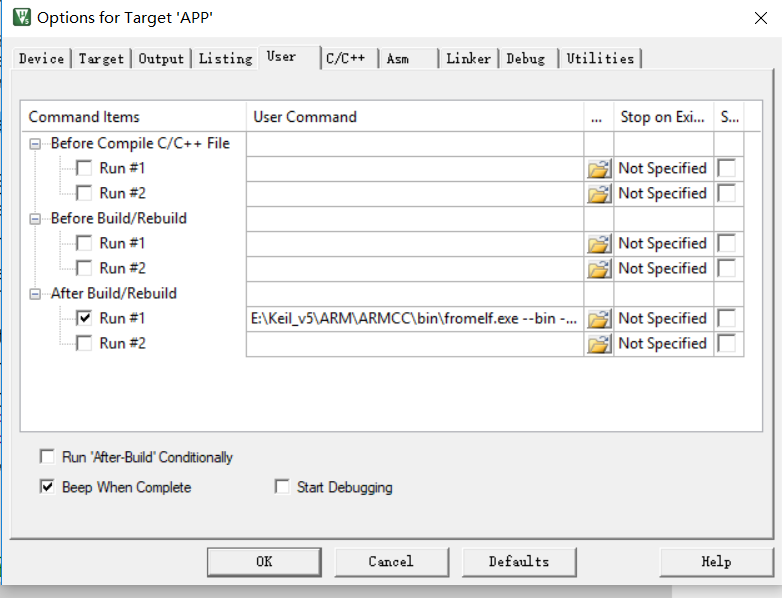 Options for Target 'APP'
Device Target Output Listing User C/C++ Asm Linker Debug Utilities
Command Items User Command ... Stop on Exi... S...
Before Compile C/C++ File
Run #1 Not Specified
Run #2 Not Specified
Before Build/Rebuild
Run #1 Not Specified
Run #2 Not Specified
After Build/Rebuild
Run #1 E:\Keil_v5\ARM\ARMCC\bin\fromelf.exe --bin -... Not Specified
Run #2 Not Specified
Run 'After-Build' Conditionally
Beep When Complete Start Debugging
OK Cancel Defaults Help